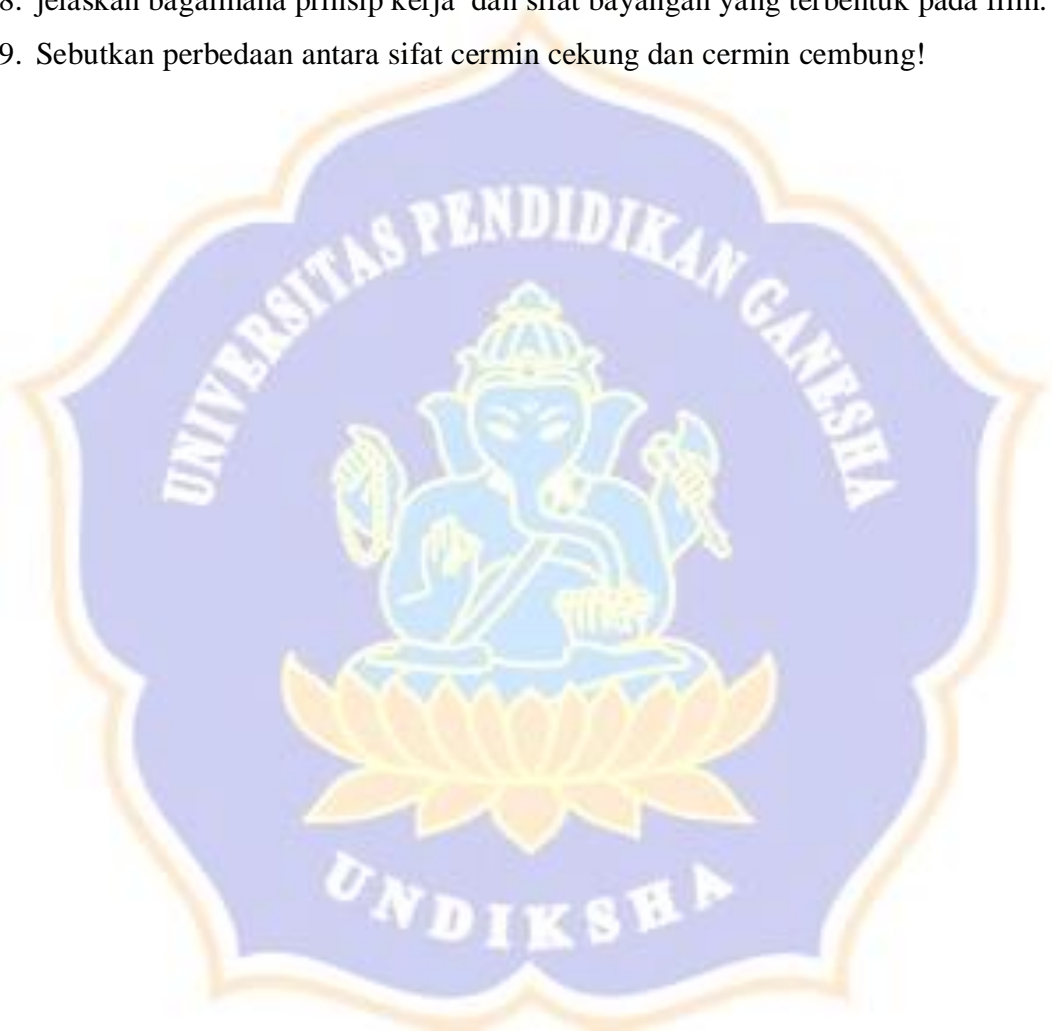 8. jelaskan bagaimana prinsip kerja dan sifat bayangan yang terbentuk pada film.
9. Sebutkan perbedaan antara sifat cermin cekung dan cermin cembung!
UNIVERSITAS PENDIDIKAN GANESHA
UNDIKSHA